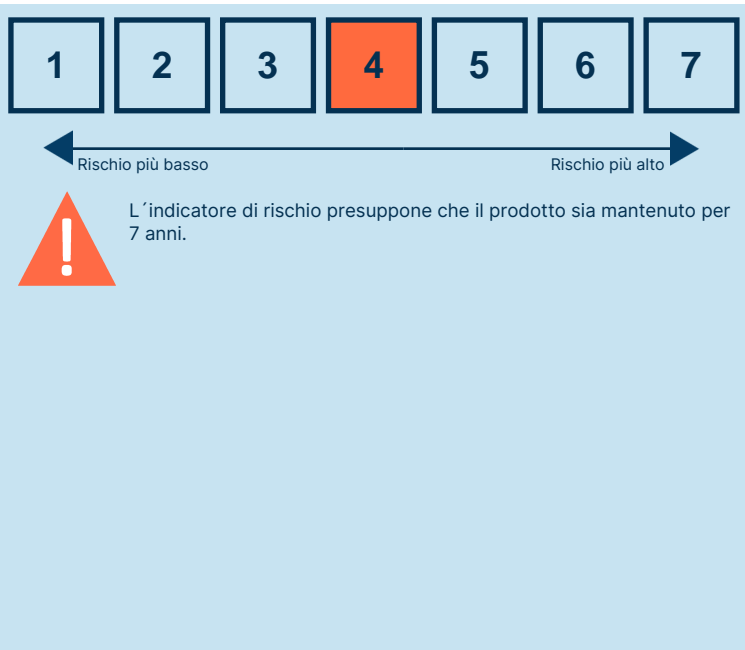 1 2 3 4 5 6 7
Rischio più basso Rischio più alto
L´indicatore di rischio presuppone che il prodotto sia mantenuto per
7 anni.